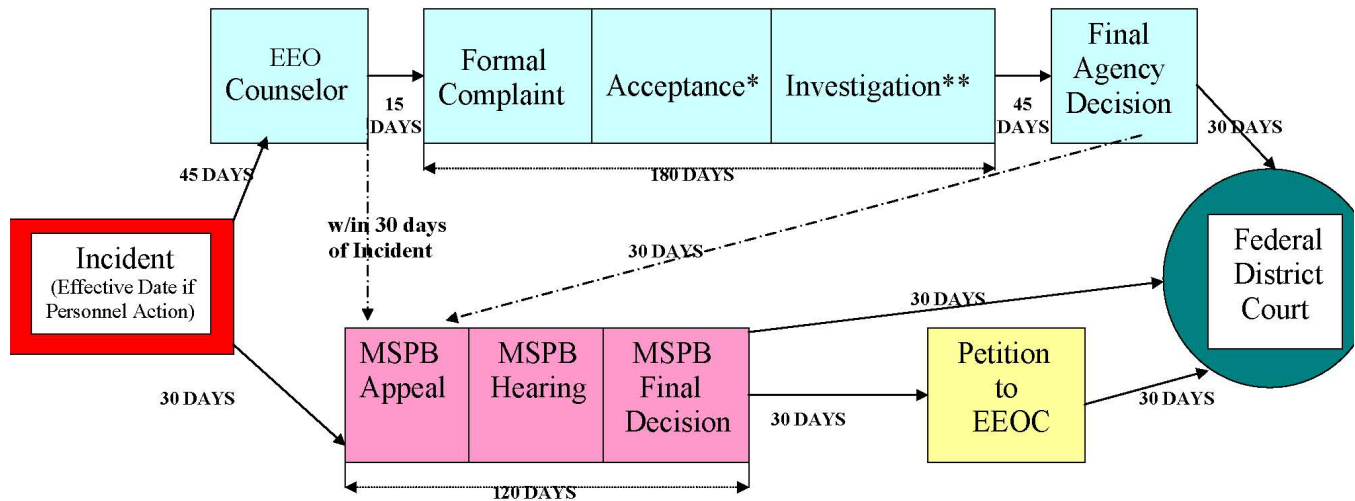 EEO
Counselor
15
DAYS
Formal
Complaint
Acceptance*
Investigation**
45
DAYS
Final
Agency
Decision
30 DAYS
45 DAYS
180 DAYS
w/in 30 days
of Incident
30 DAYS
Incident
(Effective Date if
Personnel Action)
Federal
District
Court
30 DAYS
30 DAYS
MSPB
Appeal
MSPB
Hearing
MSPB
Final
Decision
30 DAYS
Petition
to
EEOC
30 DAYS
120 DAYS